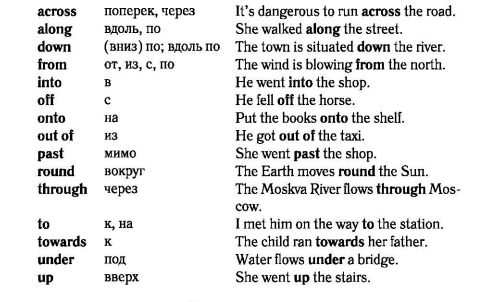 across поперек, через It's dangerous to run across the road.
along вдоль, по She walked along the street.
down (вниз) по; вдоль по The town is situated down the river.
from от, из, с, по The wind is blowing from the north.
into в He went into the shop.
off с He fell off the horse.
onto на Put the books onto the shelf.
out of из He got out of the taxi.
past мимо She went past the shop.
round вокруг The Earth moves round the Sun.
through через The Moskva River flows through Mos-
cow.
to к, на I met him on the way to the station.
towards к The child ran towards her father.
under под Water flows under a bridge.
up вверх She went up the stairs.